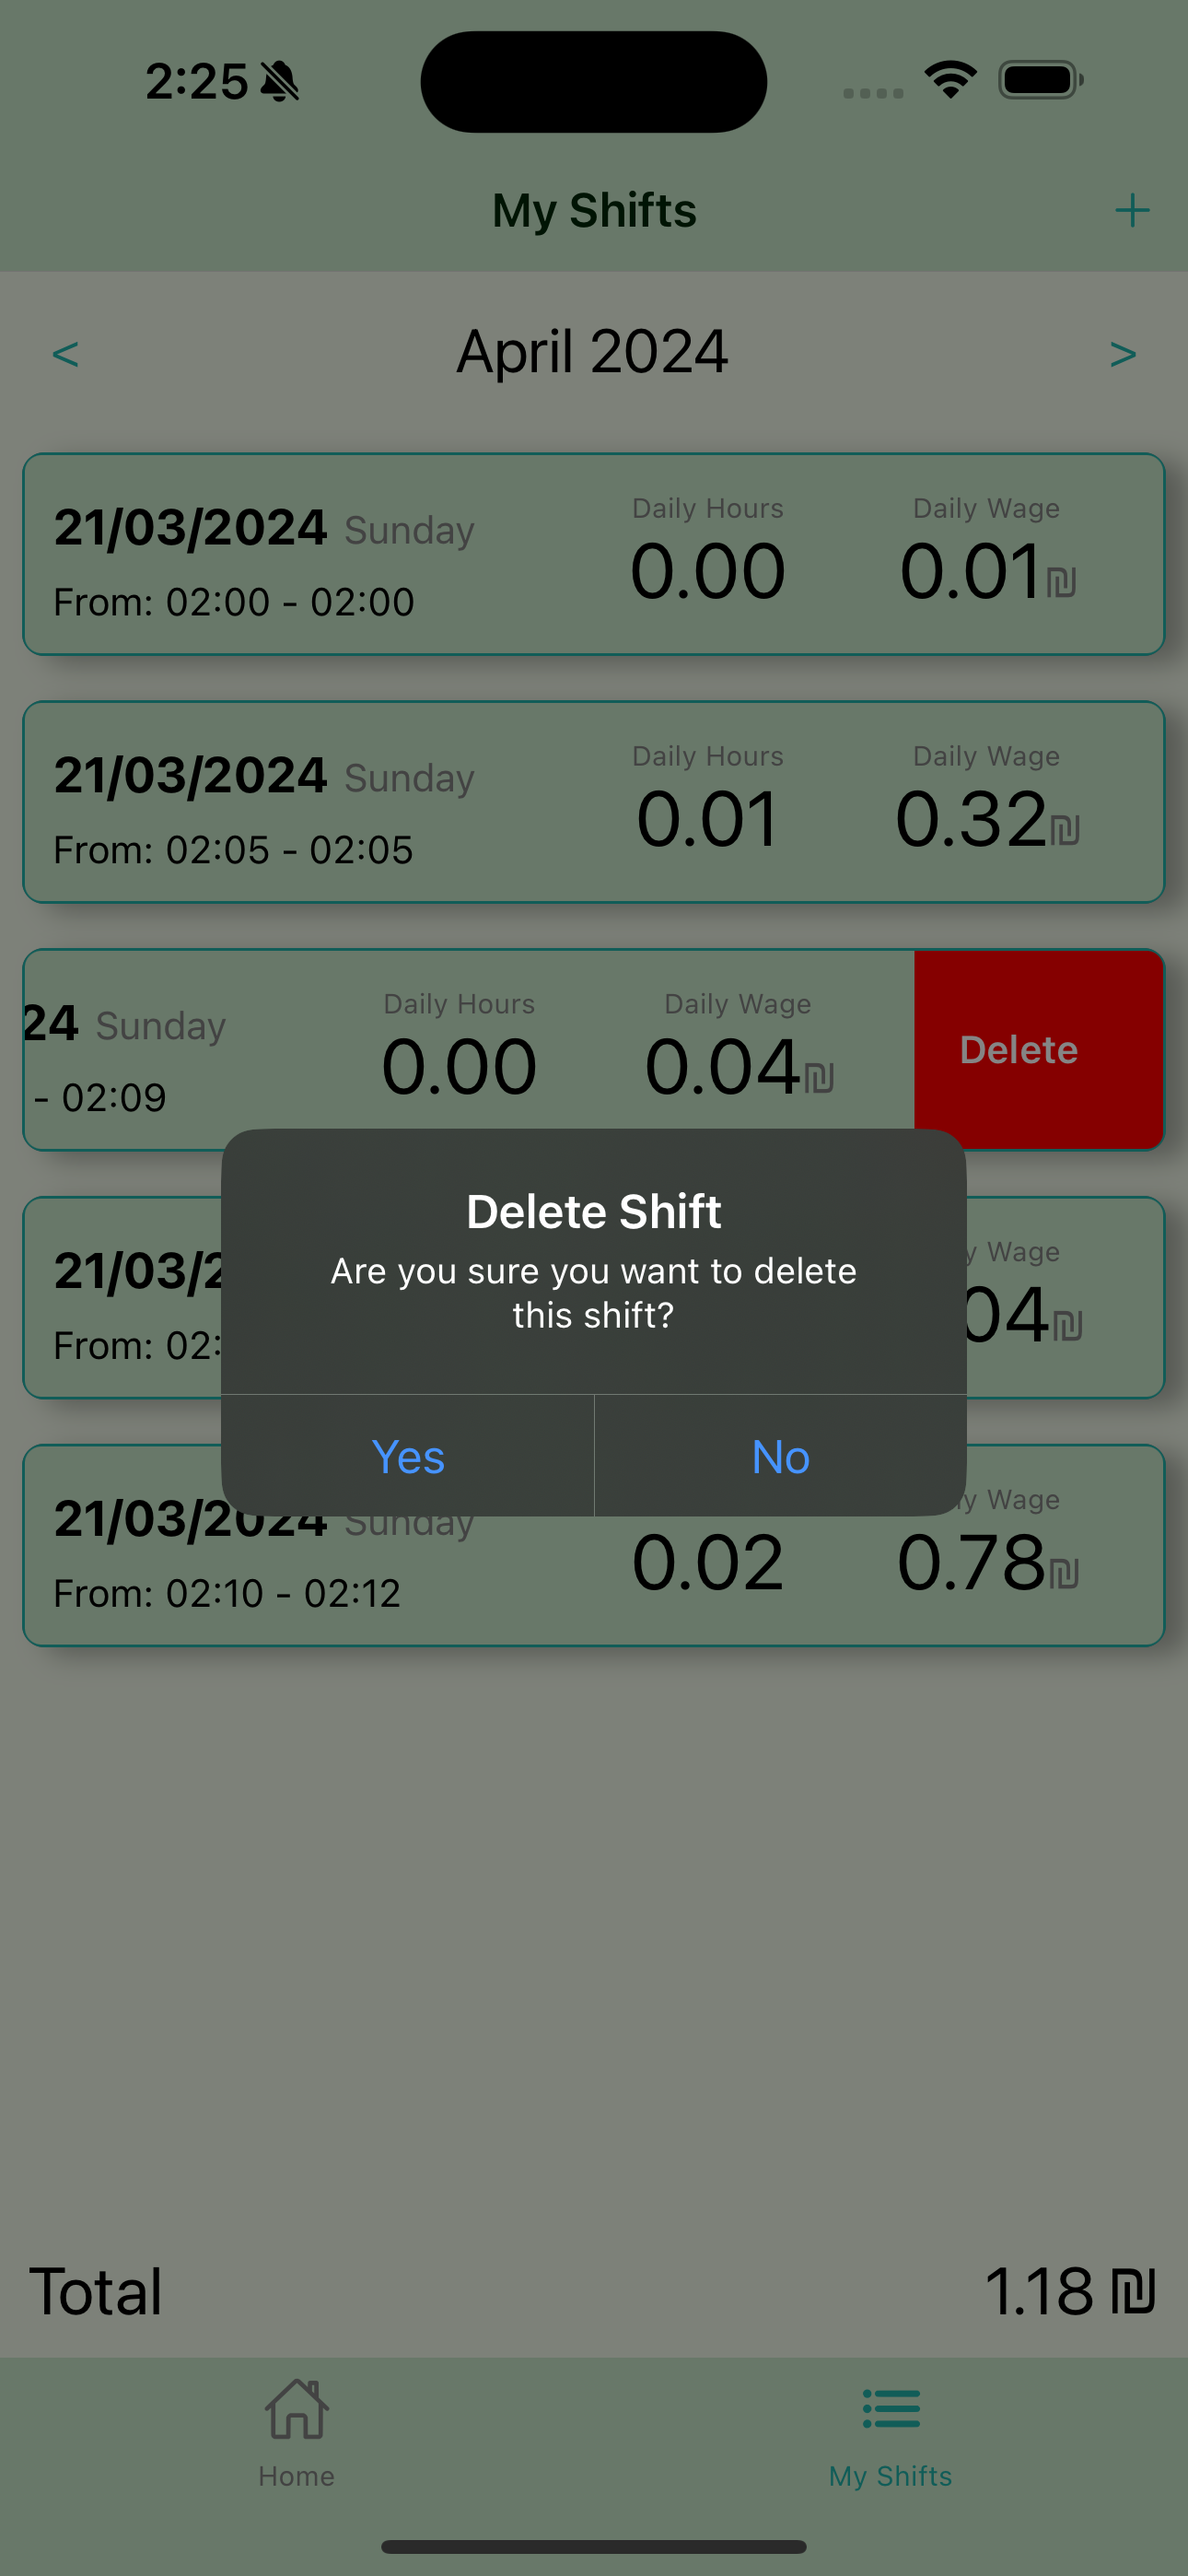 2:25
My Shifts
+
< April 2024 >
21/03/2024 Sunday
From: 02:00 - 02:00
Daily Hours
0.00
Daily Wage
0.01₪
21/03/2024 Sunday
From: 02:05 - 02:05
Daily Hours
0.01
Daily Wage
0.32₪
24 Sunday
- 02:09
Daily Hours
0.00
Daily Wage
0.04₪
Delete
Delete Shift
Are you sure you want to delete
this shift?
Yes No
21/03/2
From: 02:
y Wage
04₪
21/03/2024 Sunday
From: 02:10 - 02:12
0.02
y Wage
0.78₪
Total 1.18 ₪
Home
My Shifts